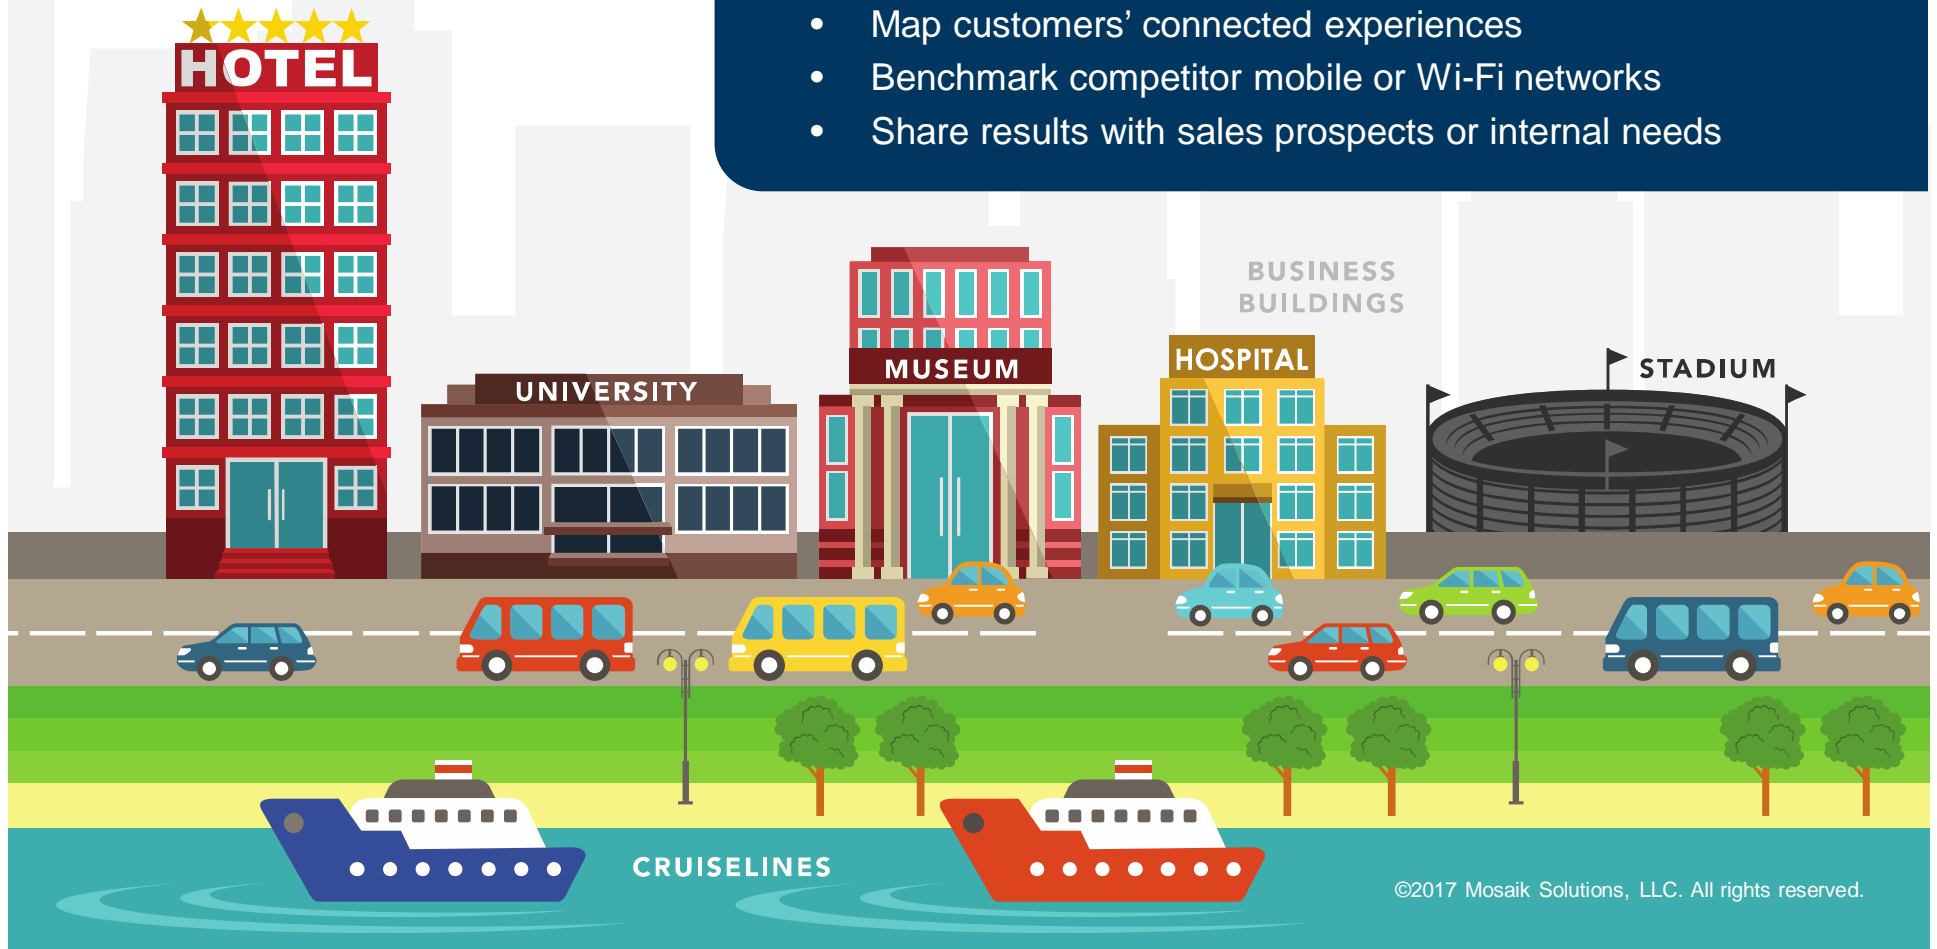 • Map customers’ connected experiences
• Benchmark competitor mobile or Wi-Fi networks
• Share results with sales prospects or internal needs
HOTEL
BUSINESS
BUILDINGS
UNIVERSITY
MUSEUM
HOSPITAL
STADIUM
CRUISELINES
©2017 Mosaik Solutions, LLC. All rights reserved.